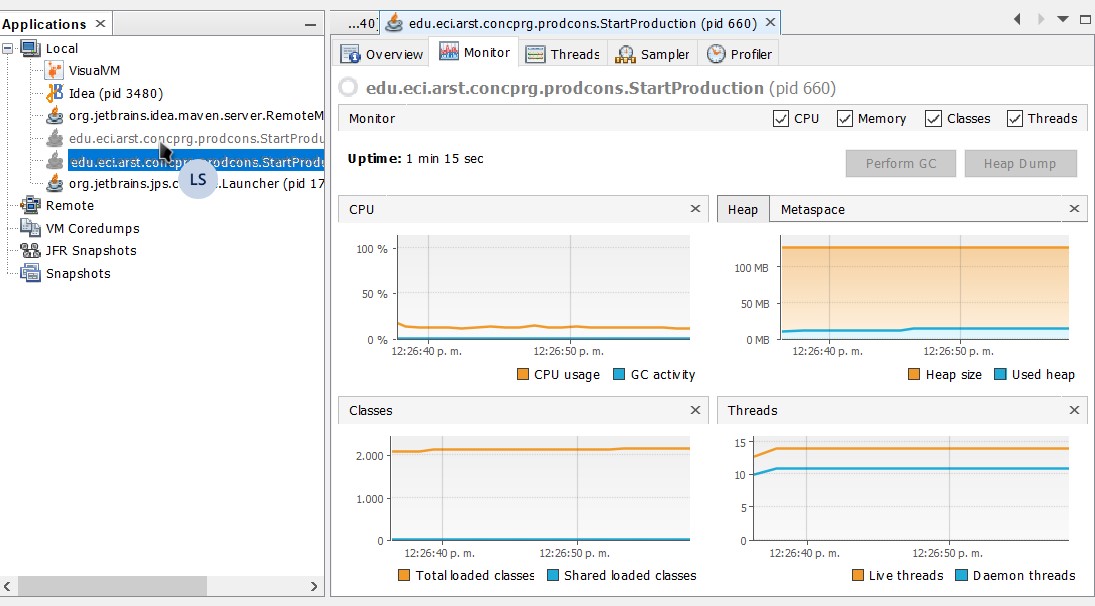 Applications
Local
VisualVM
Idea (pid 3480)
org.jetbrains.idea.maven.server.RemoteM
edu.eci.arst.concprg.prodcons.StartProdu
edu.eci.arst.concprg.prodcons.StartProdu
LS
org.jetbrains.jps.c Launcher (pid 17
Remote
VM Coredumps
JFR Snapshots
Snapshots
...40)
edu.eci.arst.concprg.prodcons.StartProduction (pid 660)
Overview Monitor Threads Sampler Profiler
edu.eci.arst.concprg.prodcons.StartProduction (pid 660)
Monitor CPU Memory Classes Threads
Uptime: 1 min 15 sec
Perform GC Heap Dump
CPU
100 %
50 %
0 %
12:26:40 p. m. 12:26:50 p. m.
CPU usage GC activity
Heap Metaspace
100 MB
50 MB
0 MB
12:26:40 p. m. 12:26:50 p. m.
Heap size Used heap
Classes
2.000
1.000
0
12:26:40 p. m. 12:26:50 p. m.
Total loaded classes Shared loaded classes
Threads
15
10
5
0
12:26:40 p. m. 12:26:50 p. m.
Live threads Daemon threads